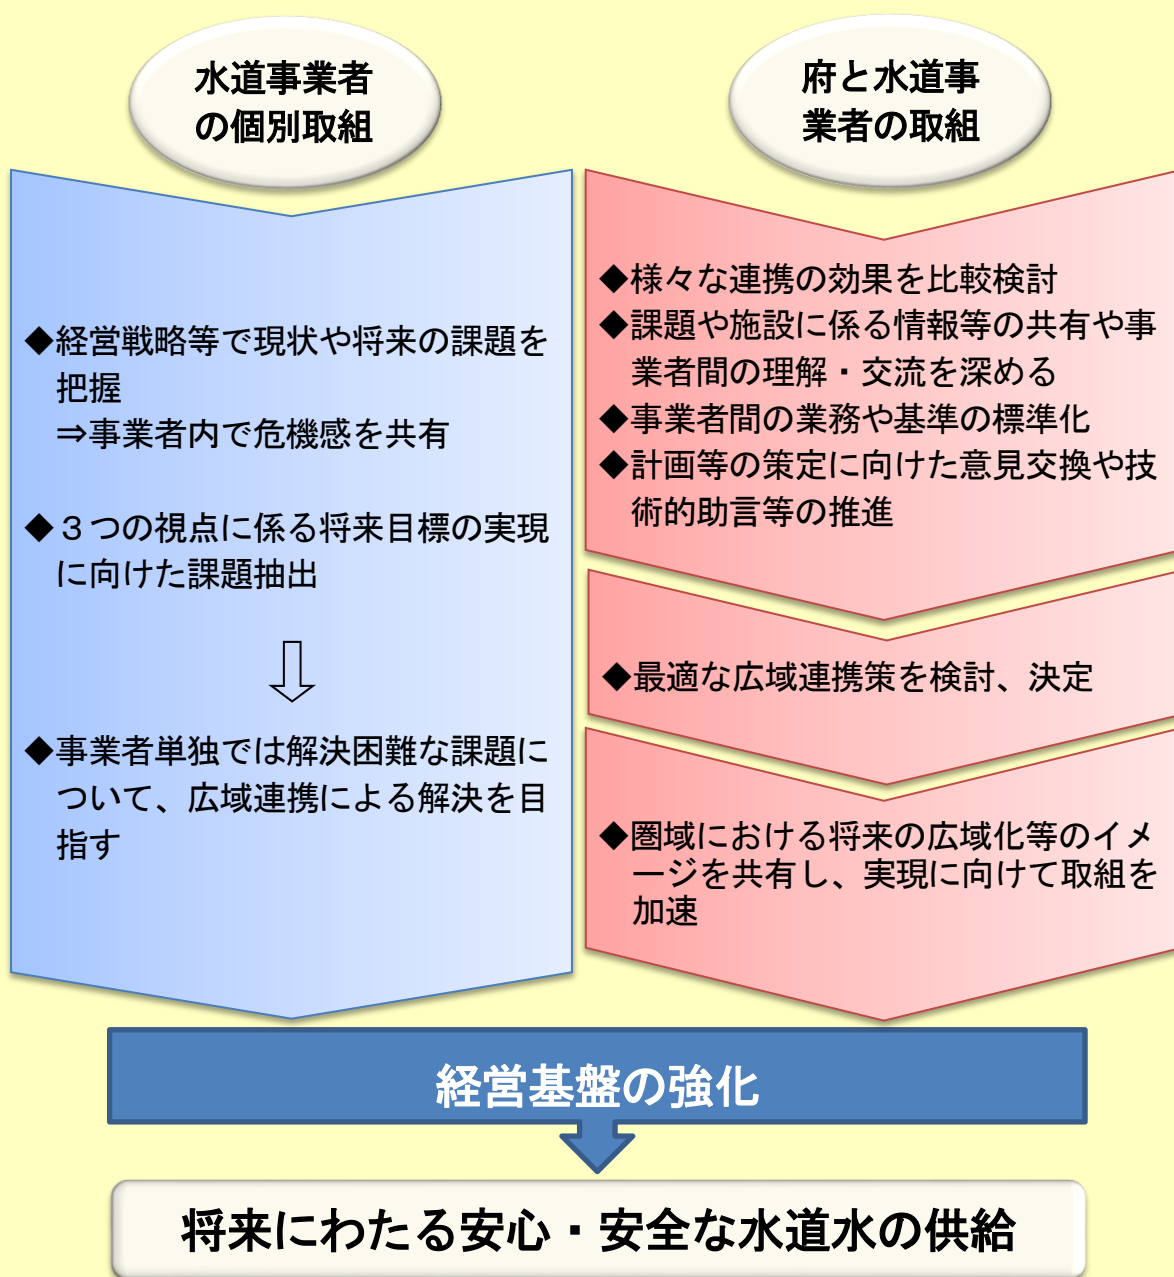 水道事業者
の個別取組
◆経営戦略等で現状や将来の課題を
把握
⇒事業者内で危機感を共有
◆３つの視点に係る将来目標の実現
に向けた課題抽出
◆事業者単独では解決困難な課題に
ついて、広域連携による解決を目
指す
府と水道事
業者の取組
◆様々な連携の効果を比較検討
◆課題や施設に係る情報等の共有や事
業者間の理解・交流を深める
◆事業者間の業務や基準の標準化
◆計画等の策定に向けた意見交換や技
術的助言等の推進
◆最適な広域連携策を検討、決定
◆圏域における将来の広域化等のイメ
ージを共有し、実現に向けて取組を
加速
経営基盤の強化
将来にわたる安心・安全な水道水の供給